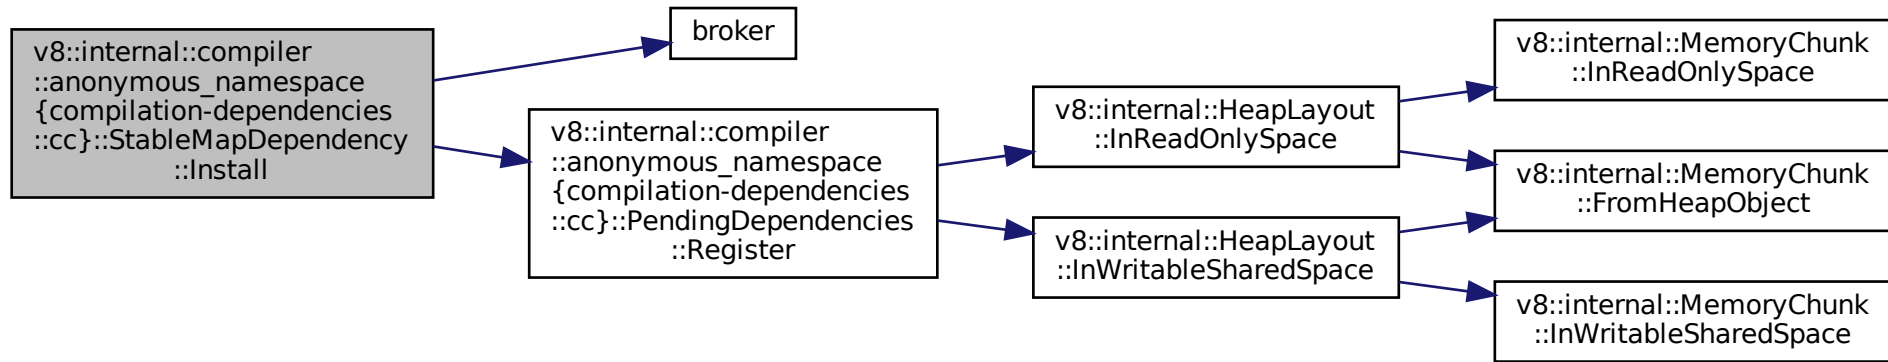 v8::internal::compiler
::anonymous_namespace
{compilation-dependencies
::cc}::StableMapDependency
::Install
broker
v8::internal::compiler
::anonymous_namespace
{compilation-dependencies
::cc}::PendingDependencies
::Register
v8::internal::HeapLayout
::InReadOnlySpace
v8::internal::HeapLayout
::InWritableSharedSpace
v8::internal::MemoryChunk
::InReadOnlySpace
v8::internal::MemoryChunk
::FromHeapObject
v8::internal::MemoryChunk
::InWritableSharedSpace